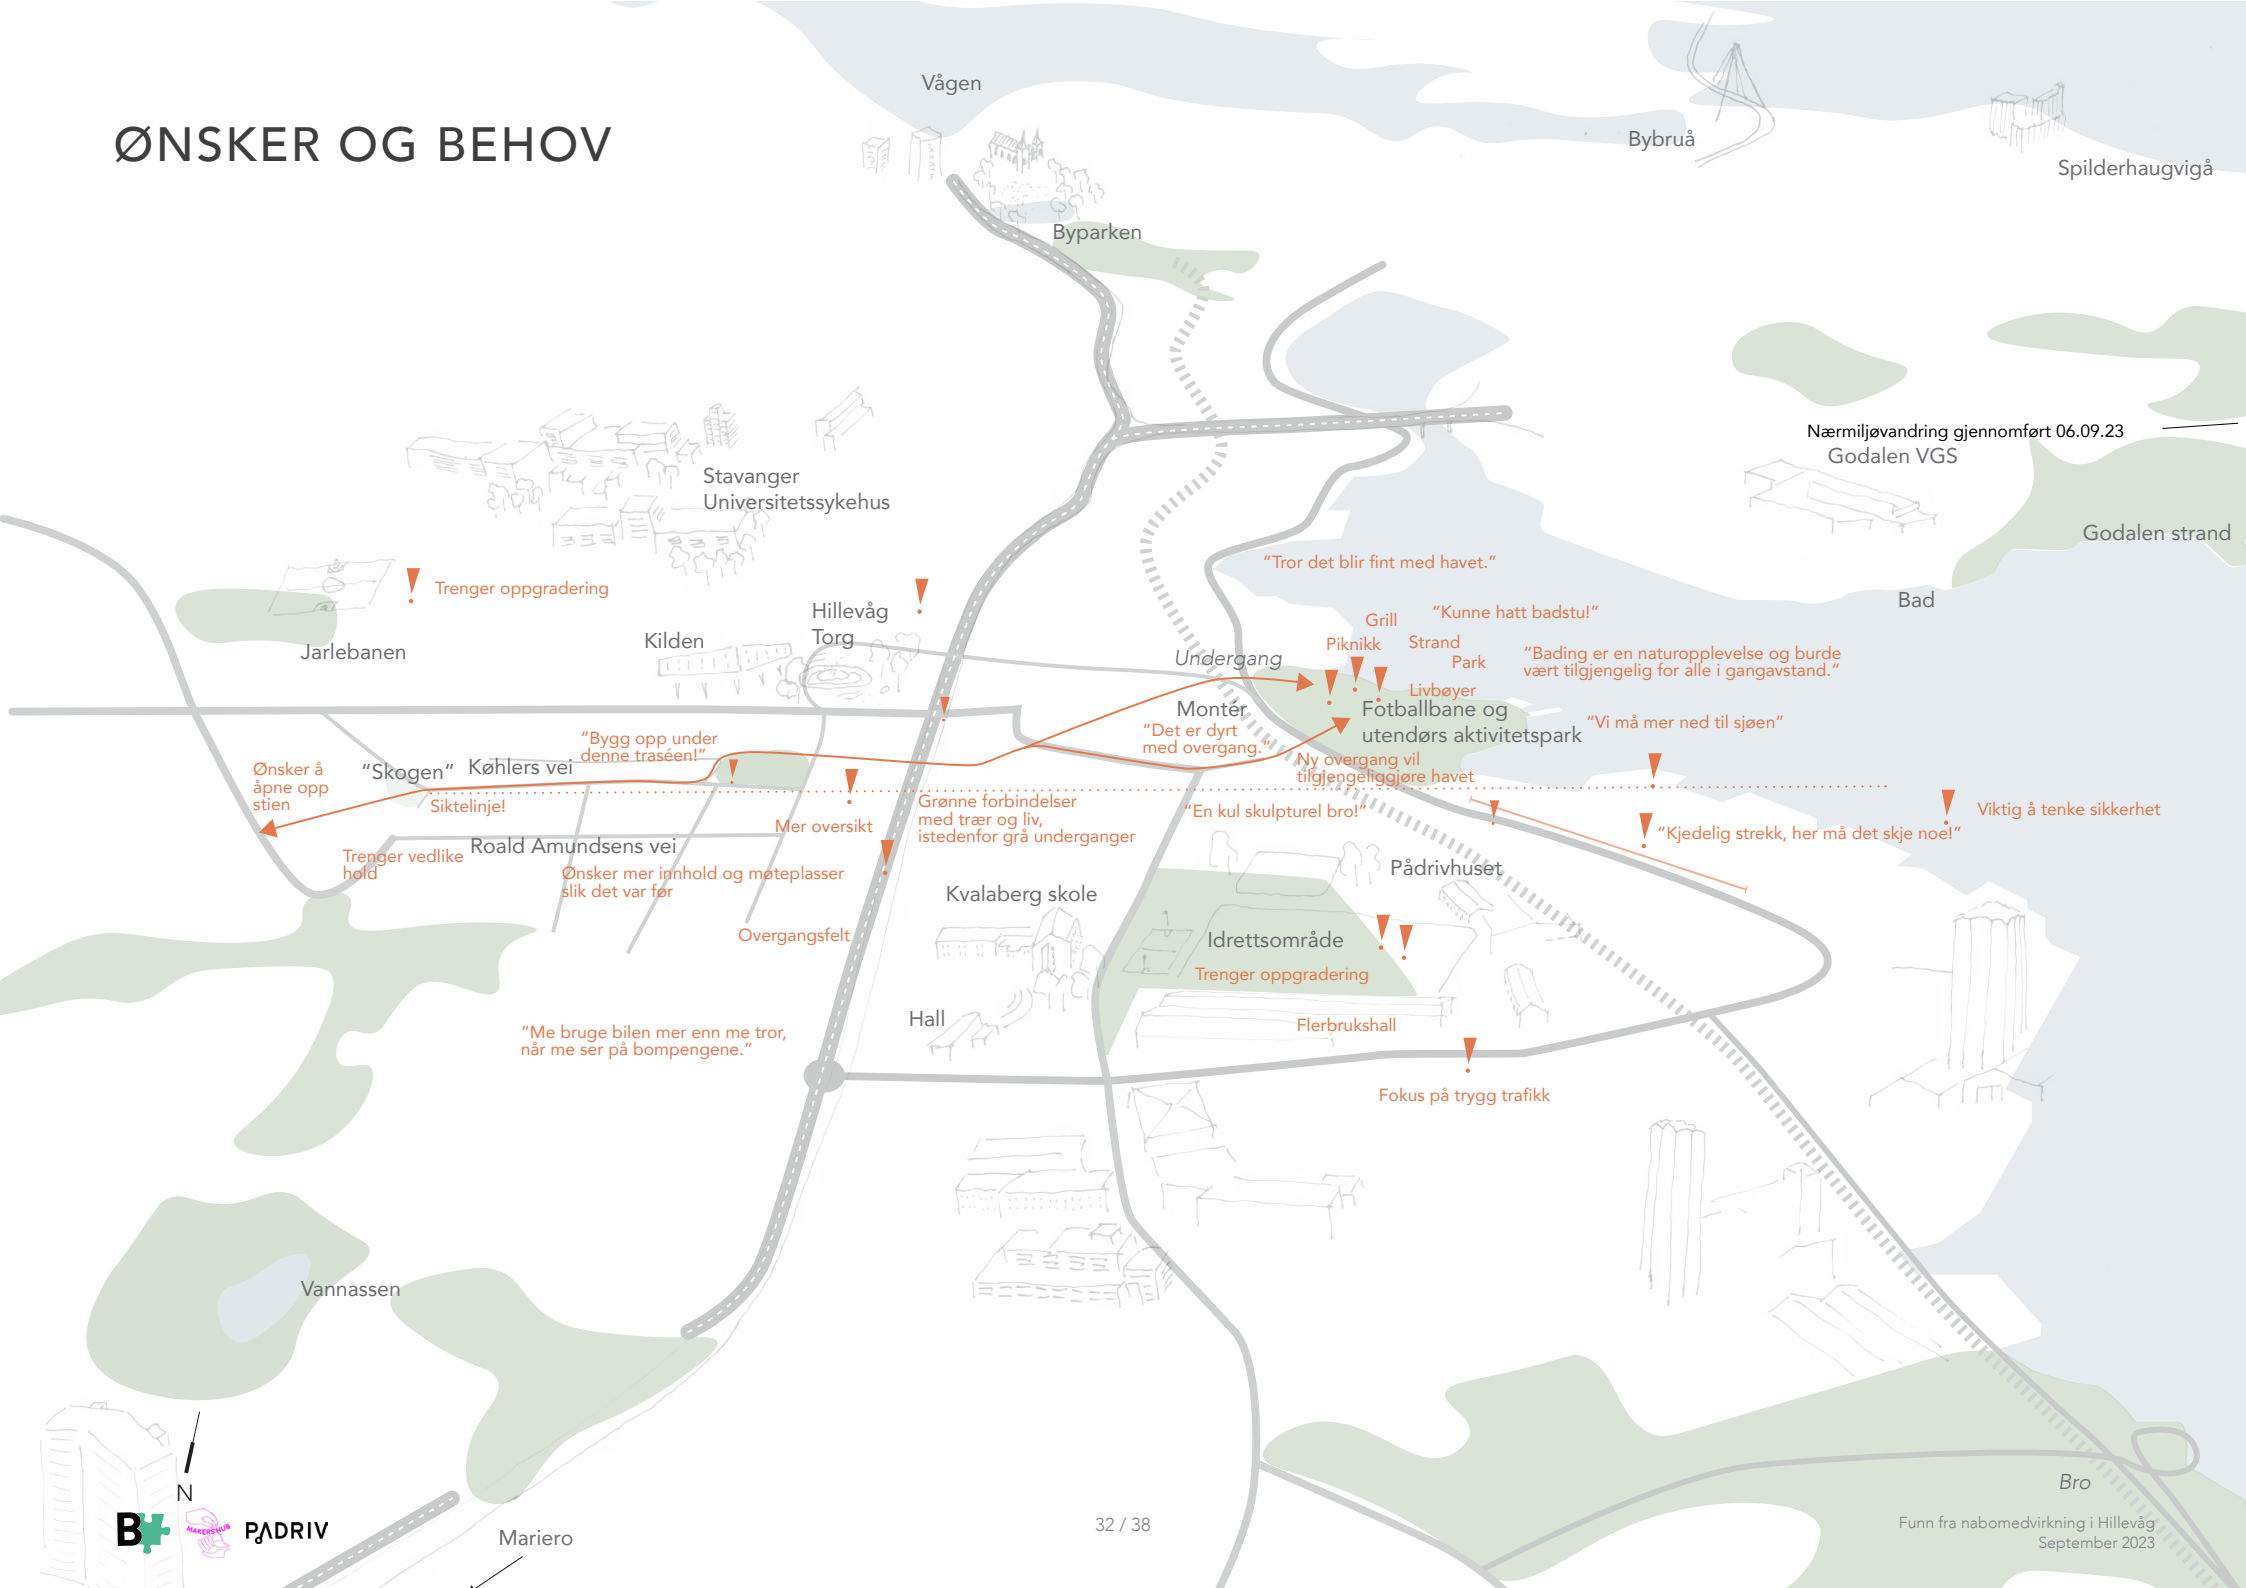 ØNSKER OG BEHOV
Vågen
Bybruå
Spilderhaugvigå
Byparken
Nærmiljøvandring gjennomført 06.09.23
Godalen VGS
Godalen strand
Stavanger
Universitetssykehus
"Tror det blir fint med havet."
Trenger oppgradering
Jarlebanen
Kilden
Hillevåg
Torg
Undergang
Grill
"Kunne hatt badstu!"
Piknikk
Strand
Park
Livbøyer
Bad
"Bading er en naturopplevelse og burde
vært tilgjengelig for alle i gangavstand."
Monter
Fotballbane og
utendørs aktivitetspark
"Vi må mer ned til sjøen"
"Det er dyrt
med overgang."
Ny overgang vil
tilgjengeliggjøre havet
"Bygg opp under
denne traséen!"
Ønsker å
åpne opp
stien
"Skogen"
Køhlers vei
Siktelinje!
Mer oversikt
Grønne forbindelser
med trær og liv,
istedenfor grå underganger
"En kul skulpturel bro!"
Viktig å tenke sikkerhet
"Kjedelig strekk, her må det skje noe!"
Trenger vedlike
hold
Roald Amundsens vei
Ønsker mer innhold og møteplasser
slik det var før
Overgangsfelt
Kvalaberg skole
Pådrivhuset
Idrettsområde
Trenger oppgradering
Hall
Flerbrukshall
"Me bruge bilen mer enn me tror,
når me ser på bompengene."
Fokus på trygg trafikk
Vannassen
N
B
MAKERSHUB
PADRIV
Mariero
32 / 38
Bro
Funn fra nabomedvirkning i Hillevåg
September 2023